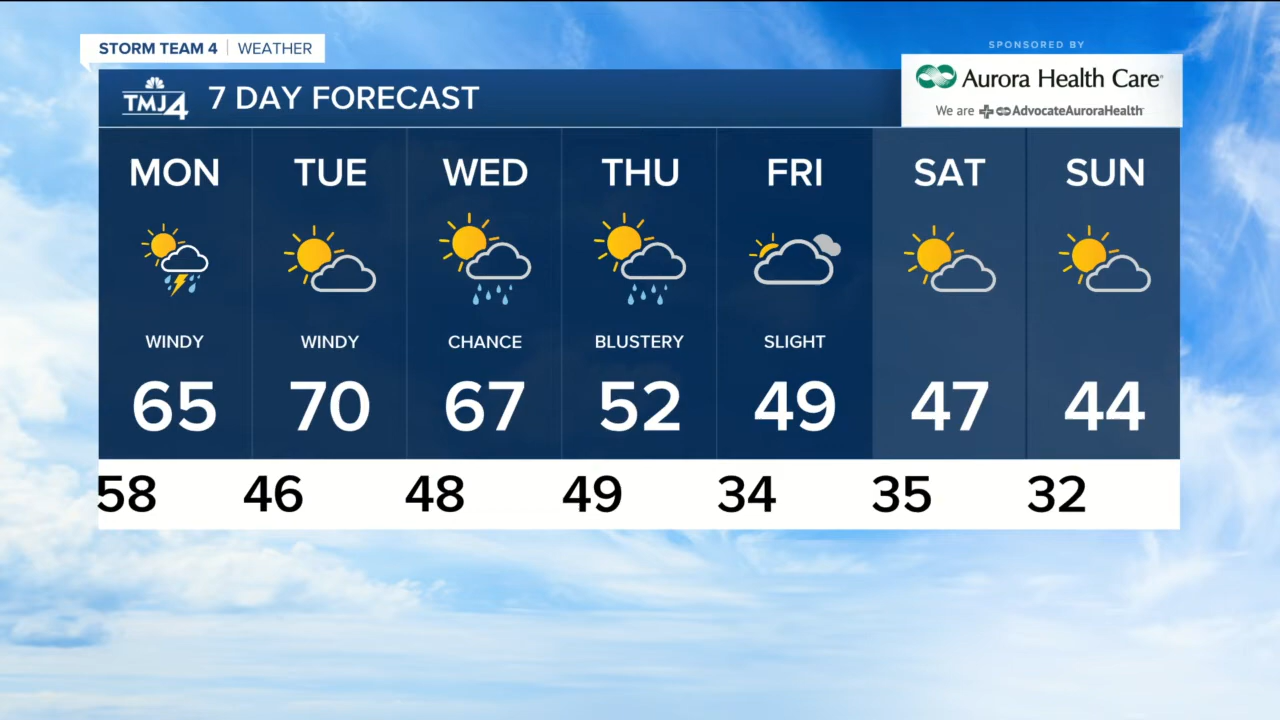 STORM TEAM 4 | WEATHER
SPONSORED BY
Aurora Health Care
We are AdvocateAuroraHealth
TMJ4 7 DAY FORECAST
MON TUE WED THU FRI SAT SUN
WINDY WINDY CHANCE BLUSTERY SLIGHT
65 70 67 52 49 47 44
58 46 48 49 34 35 32